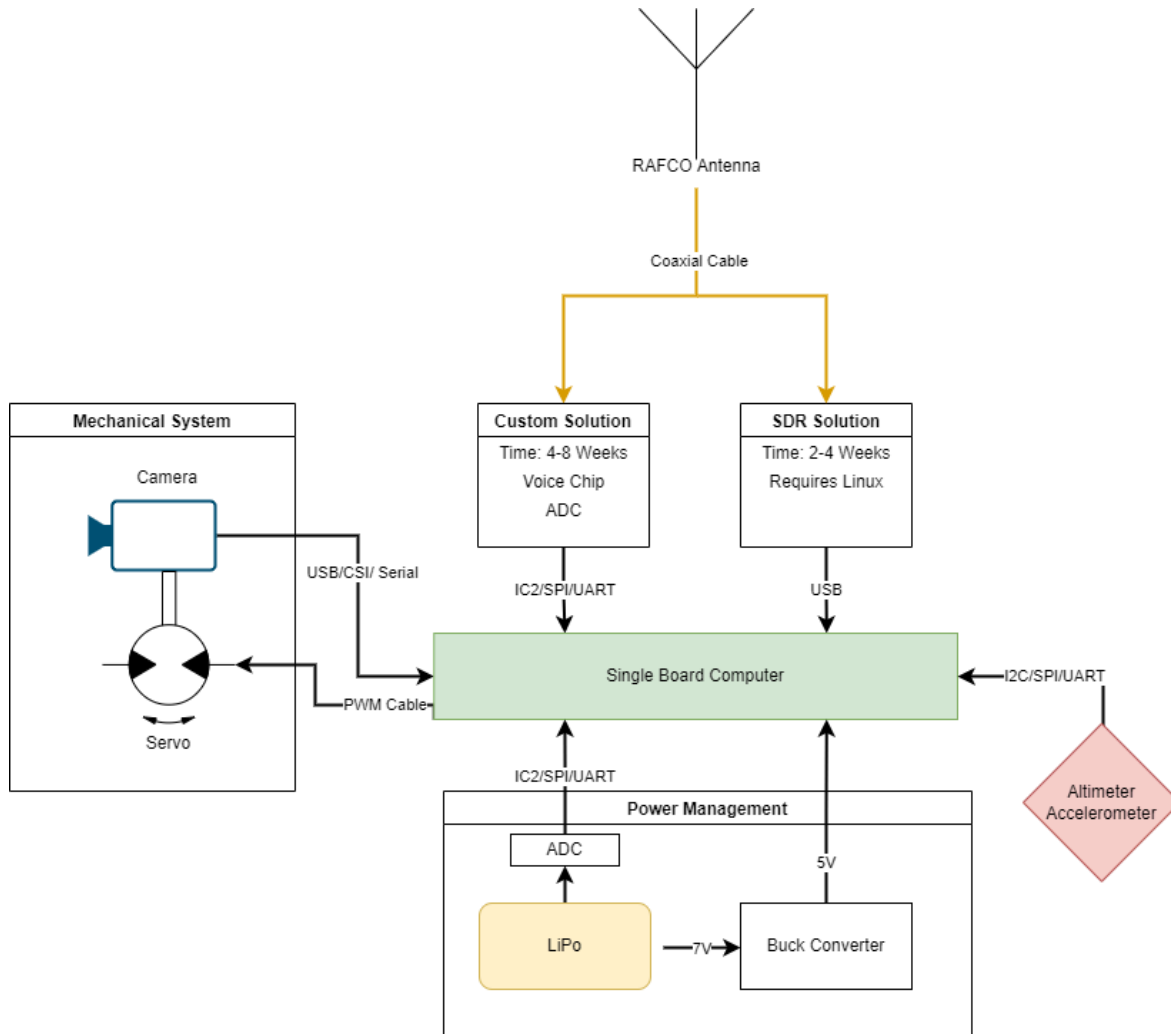 RAFCO Antenna
Coaxial Cable
Mechanical System
Camera
USB/CSI/ Serial
PWM Cable
Servo
Custom Solution
Time: 4-8 Weeks
Voice Chip
ADC
IC2/SPI/UART
SDR Solution
Time: 2-4 Weeks
Requires Linux
USB
Single Board Computer
I2C/SPI/UART
Altimeter
Accelerometer
IC2/SPI/UART
Power Management
ADC
5V
LiPo
7V
Buck Converter